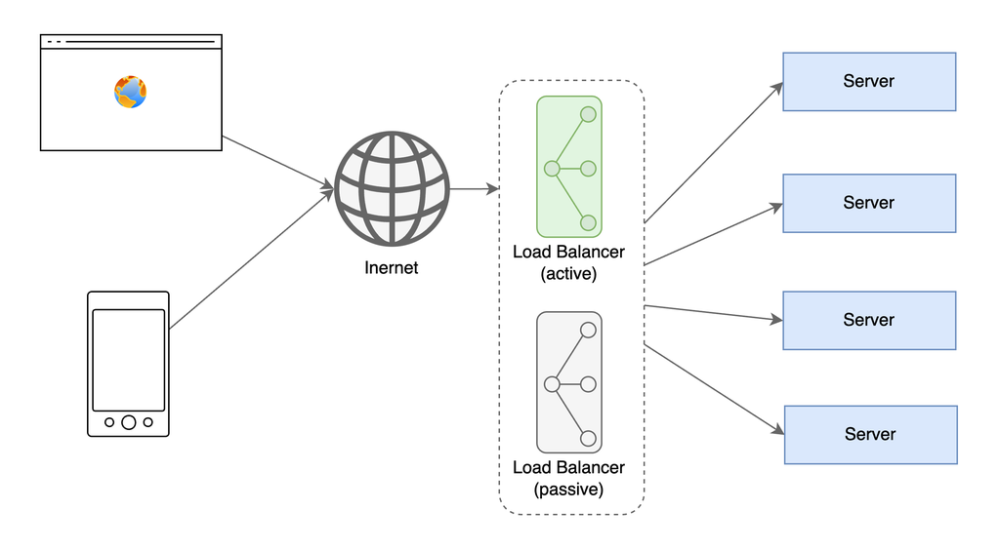 Inernet
Load Balancer
(active)
Load Balancer
(passive)
Server
Server
Server
Server